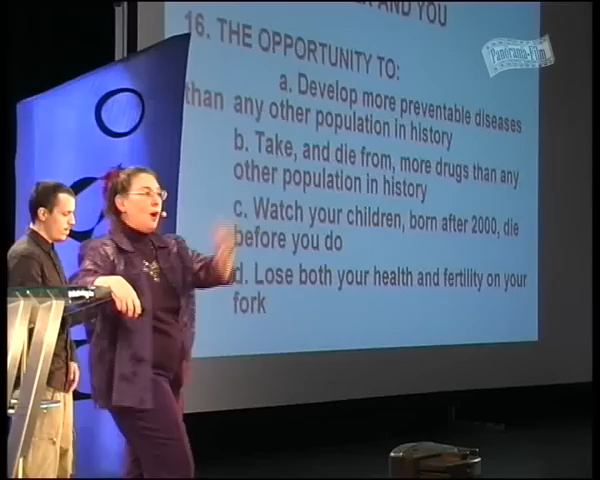 AND YOU
16. THE OPPORTUNITY TO:
a. Develop, more preventable diseases
than any other population in history
b. Take, and die from, more drugs than any
other population in history
c. Watch your children, born after 2000, die
before you do
d. Lose both your health and fertility on your
fork
Panorama-Film